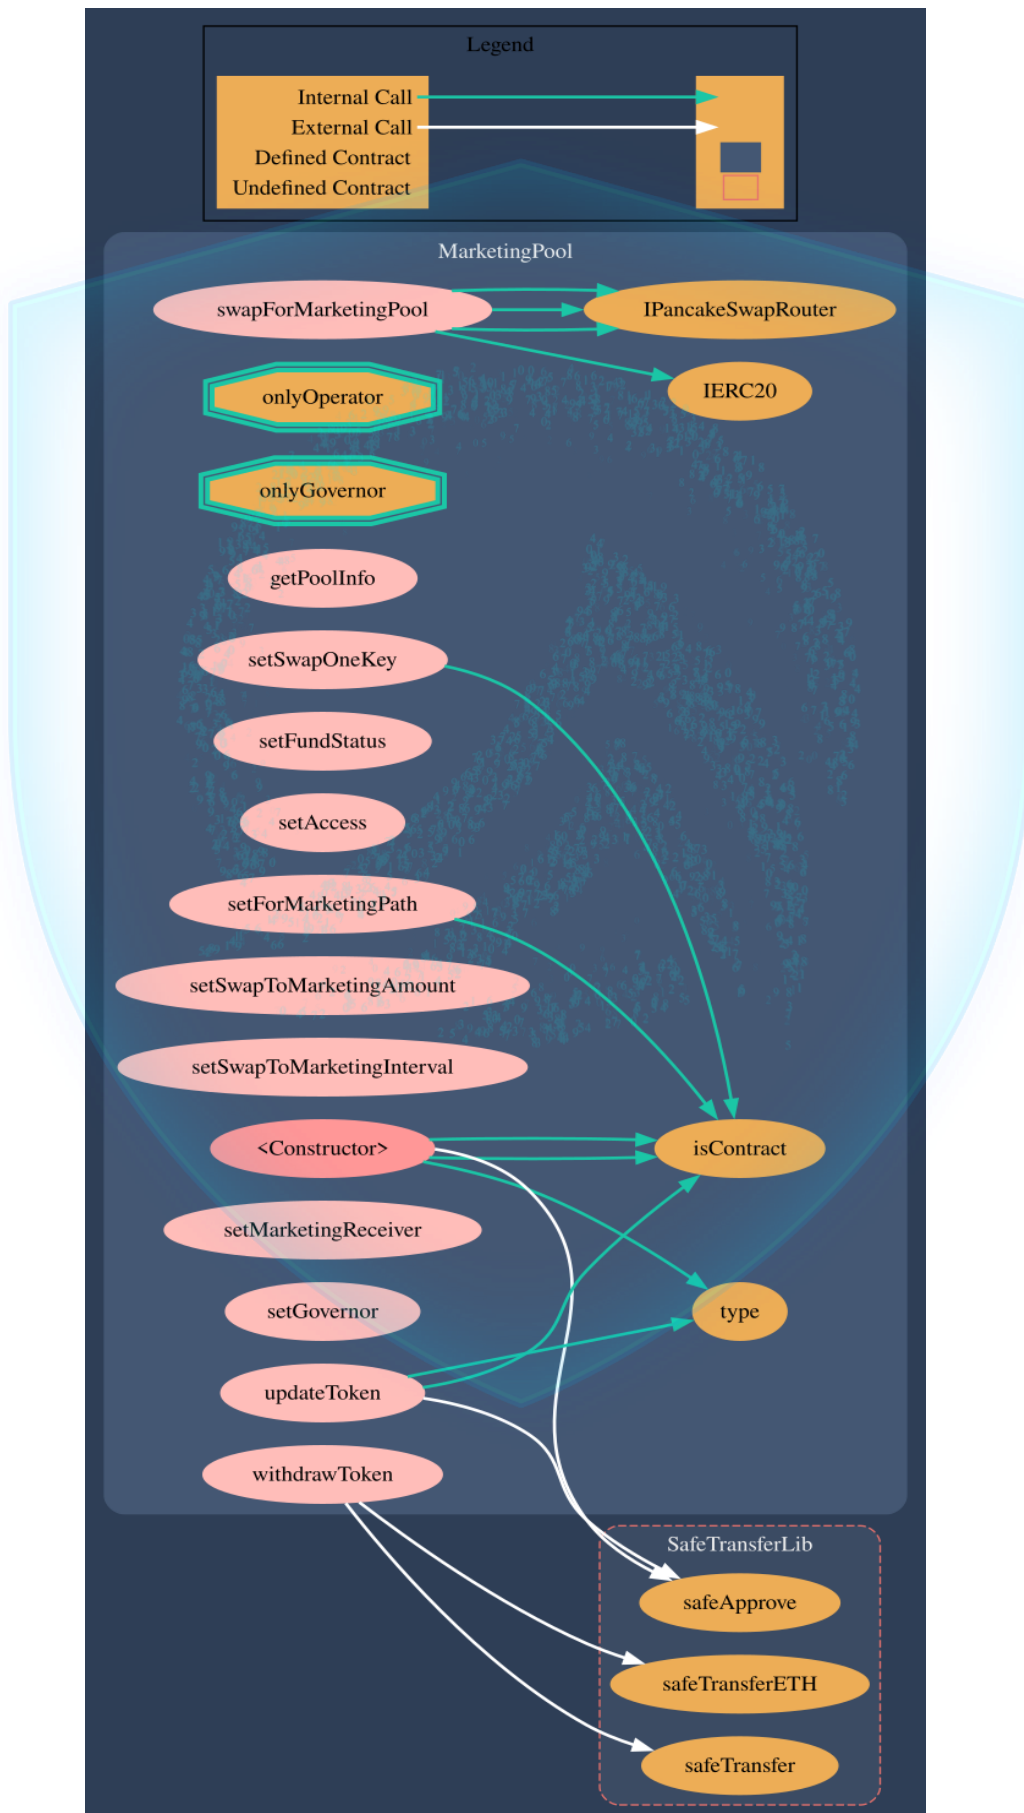 Legend
Internal Call
External Call
Defined Contract
Undefined Contract
MarketingPool
swapForMarketingPool
IPancakeSwapRouter
IERC20
onlyOperator
onlyGovernor
getPoolInfo
setSwapOneKey
setFundStatus
setAccess
setForMarketingPath
setSwapToMarketingAmount
setSwapToMarketingInterval
<Constructor>
isContract
setMarketingReceiver
setGovernor
type
updateToken
withdrawToken
SafeTransferLib
safeApprove
safeTransferETH
safeTransfer